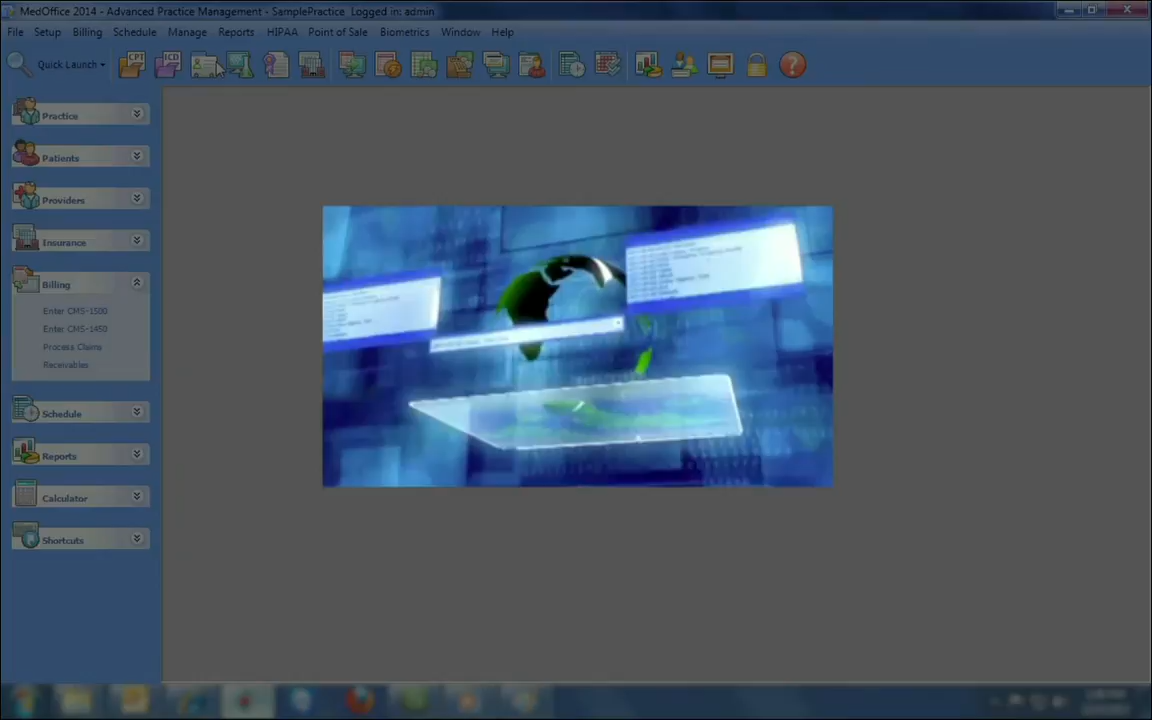 MedOffice 2014 - Advanced Practice Management - SamplePractice Logged in: admin
File Setup Billing Schedule Manage Reports HIPAA Point of Sale Biometrics Window Help
Quick Launch
CPT
ICD
Practice
Patients
Providers
Insurance
Billing
Enter CMS-1500
Enter CMS-1450
Process Claims
Receivables
Schedule
Reports
Calculator
Shortcuts